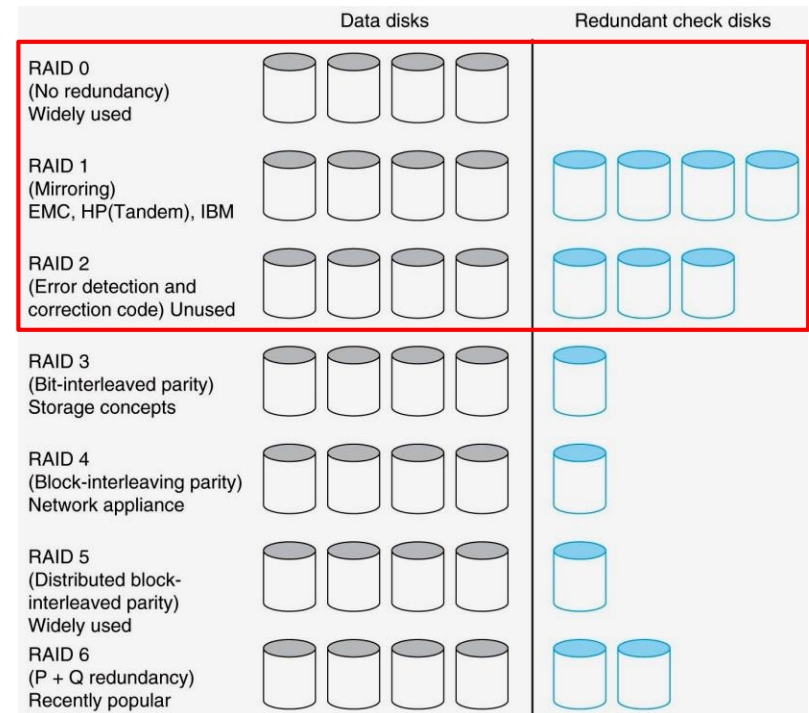 Data disks
Redundant check disks
RAID 0
(No redundancy)
Widely used
RAID 1
(Mirroring)
EMC, HP(Tandem), IBM
RAID 2
(Error detection and
correction code) Unused
RAID 3
(Bit-interleaved parity)
Storage concepts
RAID 4
(Block-interleaving parity)
Network appliance
RAID 5
(Distributed block-
interleaved parity)
Widely used
RAID 6
(P + Q redundancy)
Recently popular